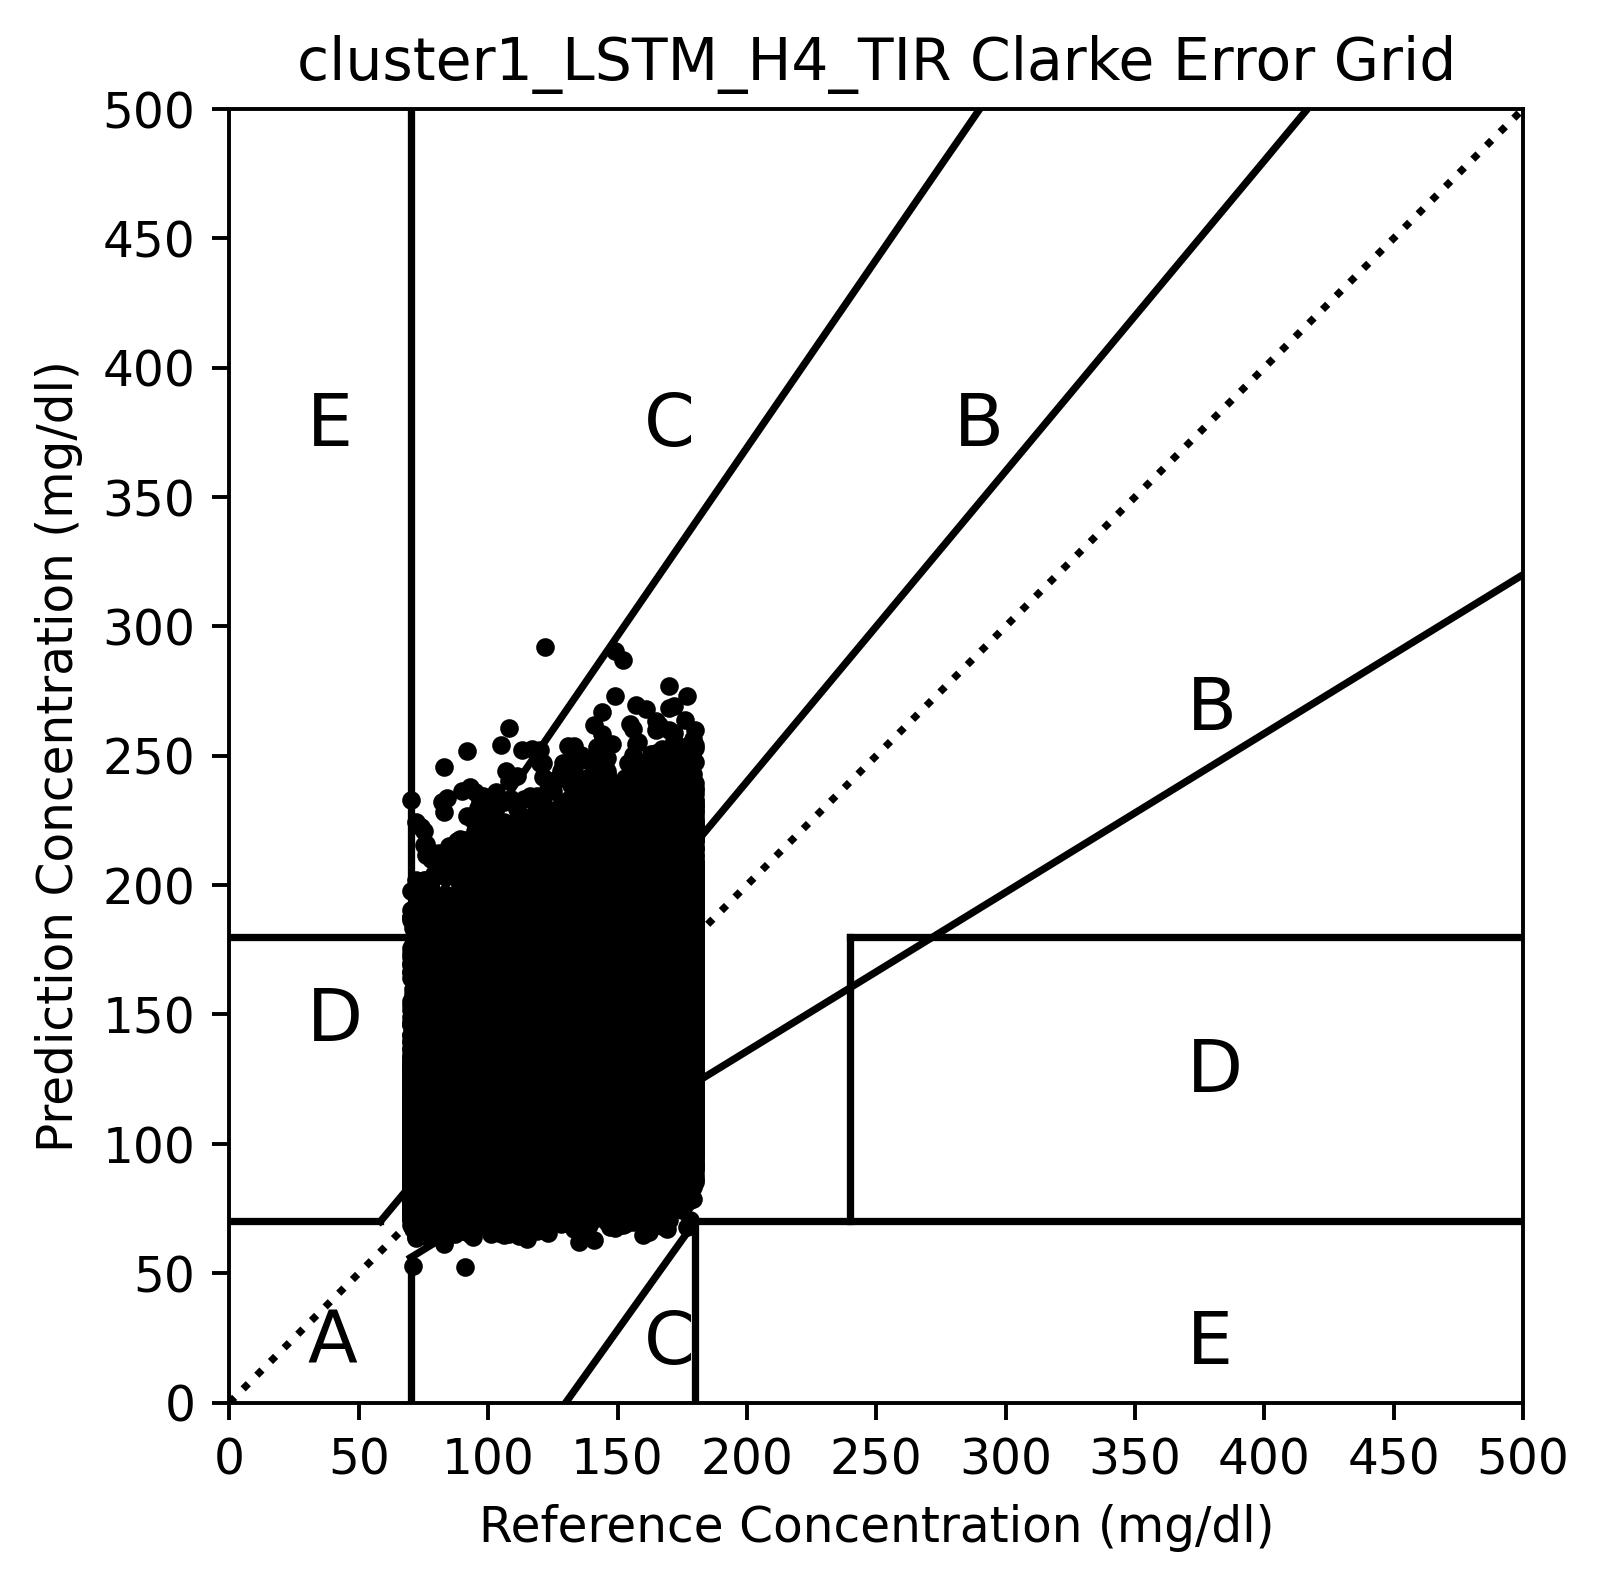 cluster1_LSTM_H4_TIR Clarke Error Grid
500
450
400
350
300
250
200
150
100
50
0
Prediction Concentration (mg/dl)
E
C
B
B
D
D
A
C
E
0 50 100 150 200 250 300 350 400 450 500
Reference Concentration (mg/dl)